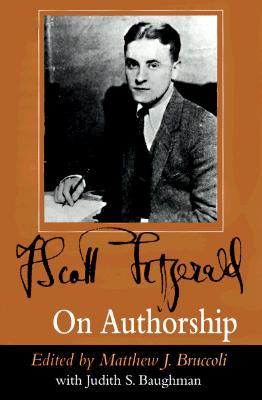 F Scott Fitzgerald
On Authorship
Edited by Matthew J. Bruccoli
with Judith S. Baughman